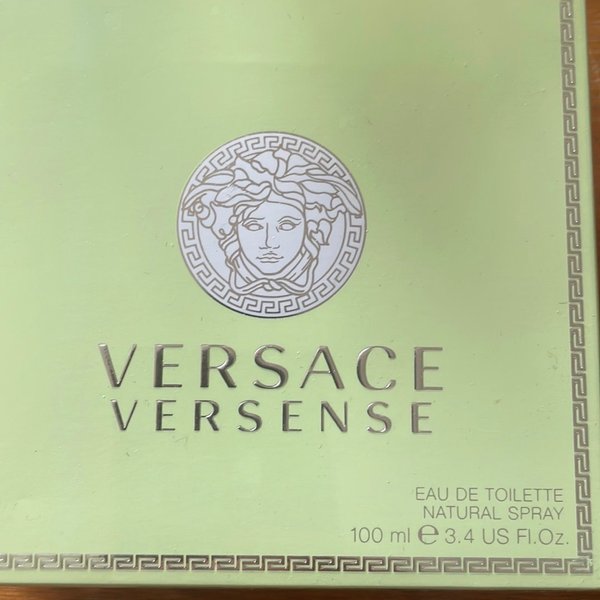 VERSACE
VERSENSE
EAU DE TOILETTE
NATURAL SPRAY
100 ml ℮ 3.4 US Fl.Oz.